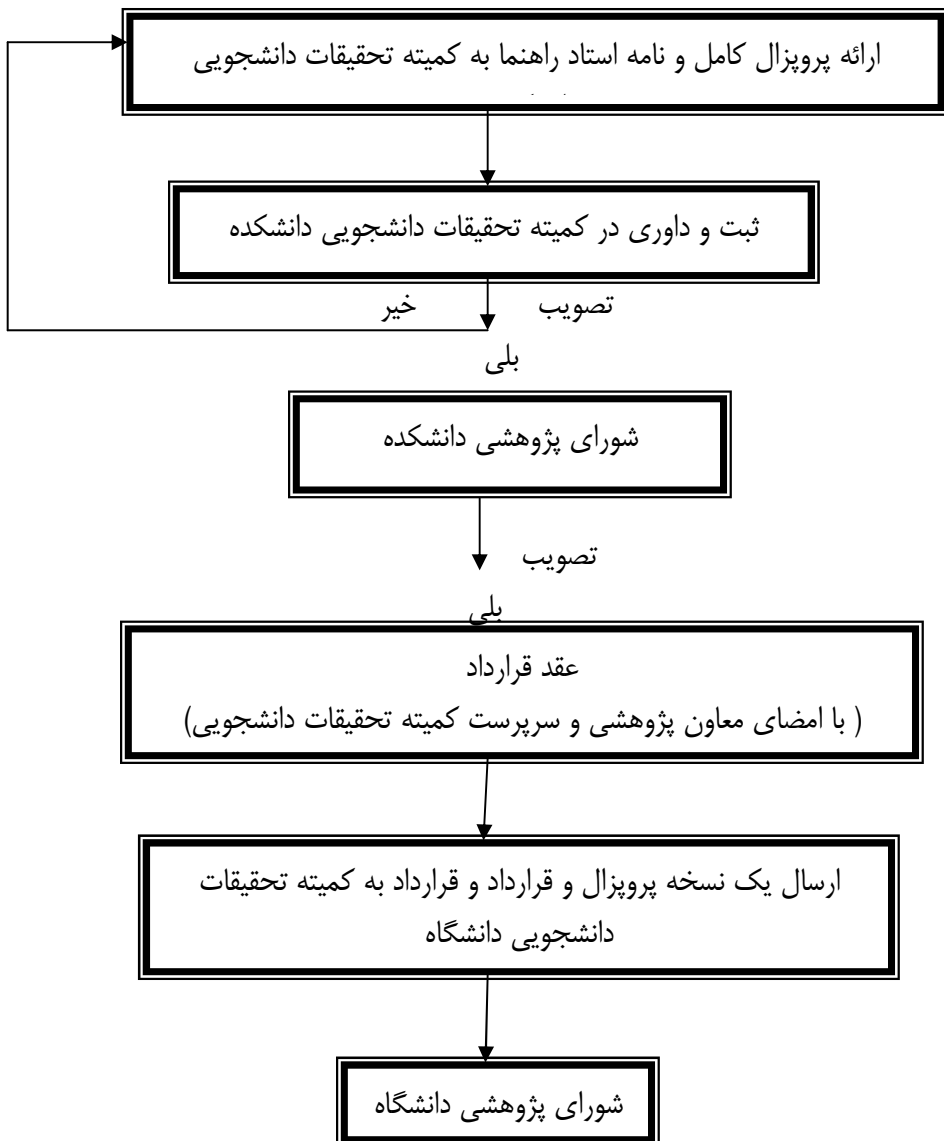 ارائه پروپزال کامل و نامه استاد راهنما به کمیته تحقیقات دانشجویی
ثبت و داوری در کمیته تحقیقات دانشجویی دانشکده
تصویب
خیر
بلی
شورای پژوهشی دانشکده
تصویب
بلی
عقد قرارداد
( با امضای معاون پژوهشی و سرپرست کمیته تحقیقات دانشجویی)
ارسال یک نسخه پروپزال و قرارداد و قرارداد به کمیته تحقیقات
دانشجویی دانشگاه
شورای پژوهشی دانشگاه